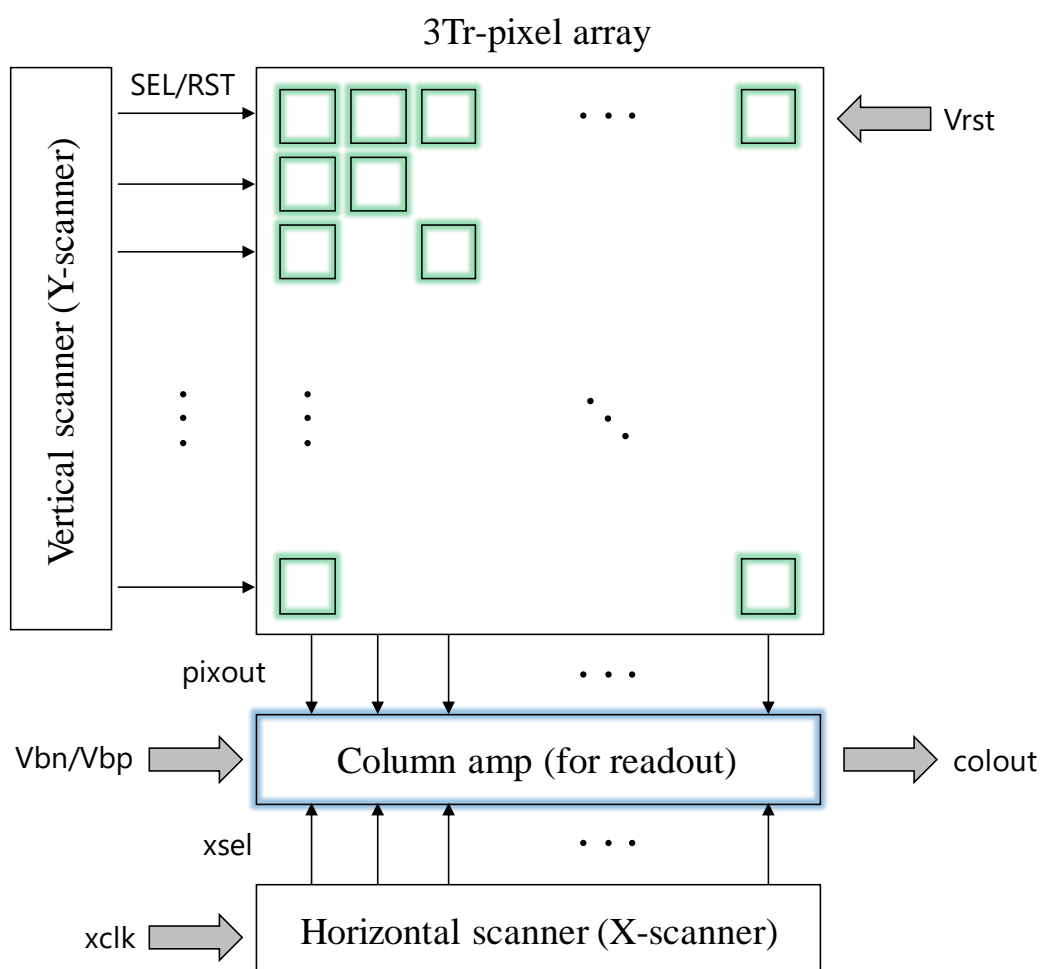 3Tr-pixel array
SEL/RST
Vrst
Vertical scanner (Y-scanner)
pixout
Vbn/Vbp
Column amp (for readout)
colout
xsel
xclk
Horizontal scanner (X-scanner)